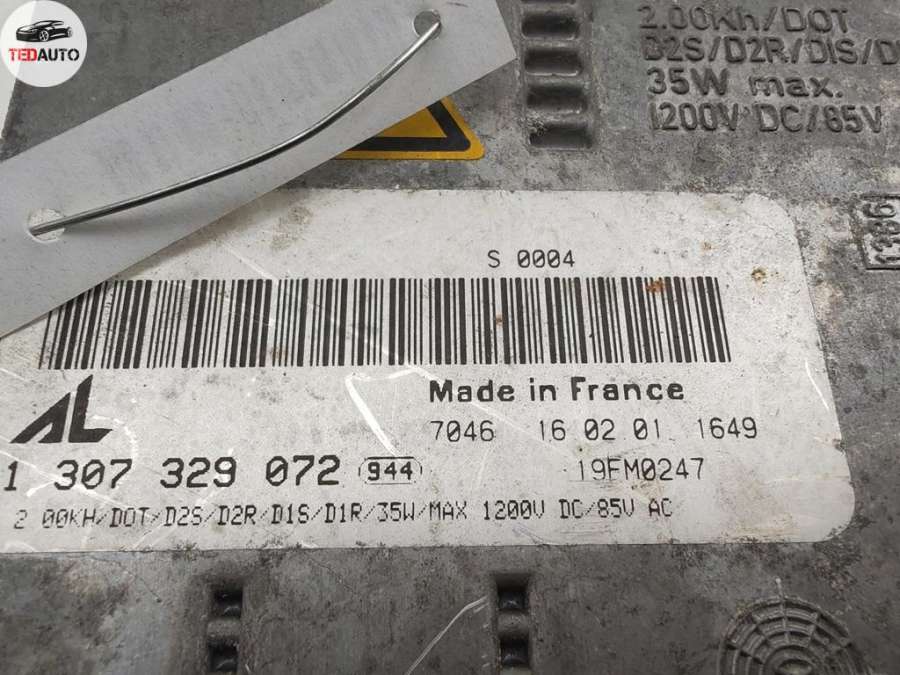 TEDAUTO
2.00Kh/DOT
D2S/D2R/D1S/D
35W max.
1200V DC/85V
1366
S 0004
AL
Made in France
7046 16 02 01 1649
1 307 329 072 944
19FM0247
2 00KH/DOT/D2S/D2R/D1S/D1R/35W/MAX 1200V DC/85V AC